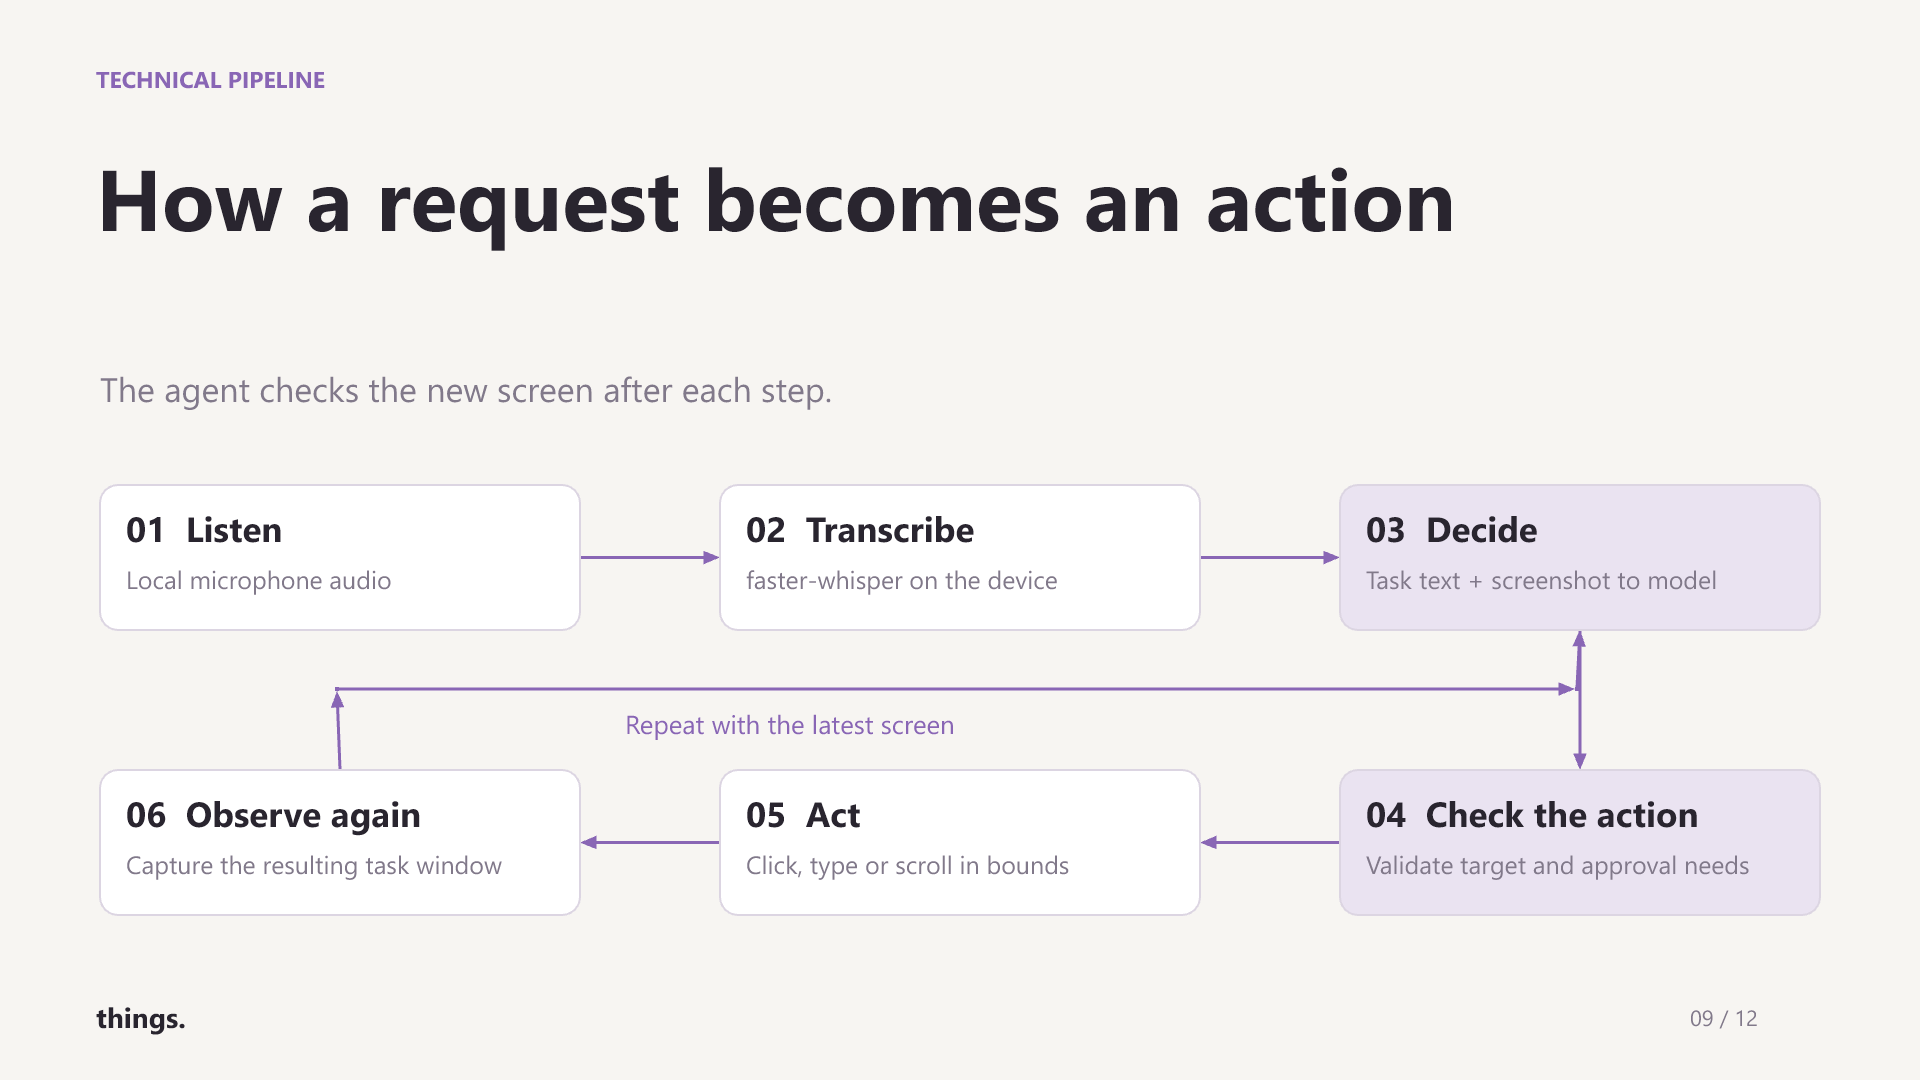 TECHNICAL PIPELINE
How a request becomes an action
The agent checks the new screen after each step.
01 Listen
Local microphone audio
02 Transcribe
faster-whisper on the device
03 Decide
Task text + screenshot to model
Repeat with the latest screen
06 Observe again
Capture the resulting task window
05 Act
Click, type or scroll in bounds
04 Check the action
Validate target and approval needs
things.
09 / 12